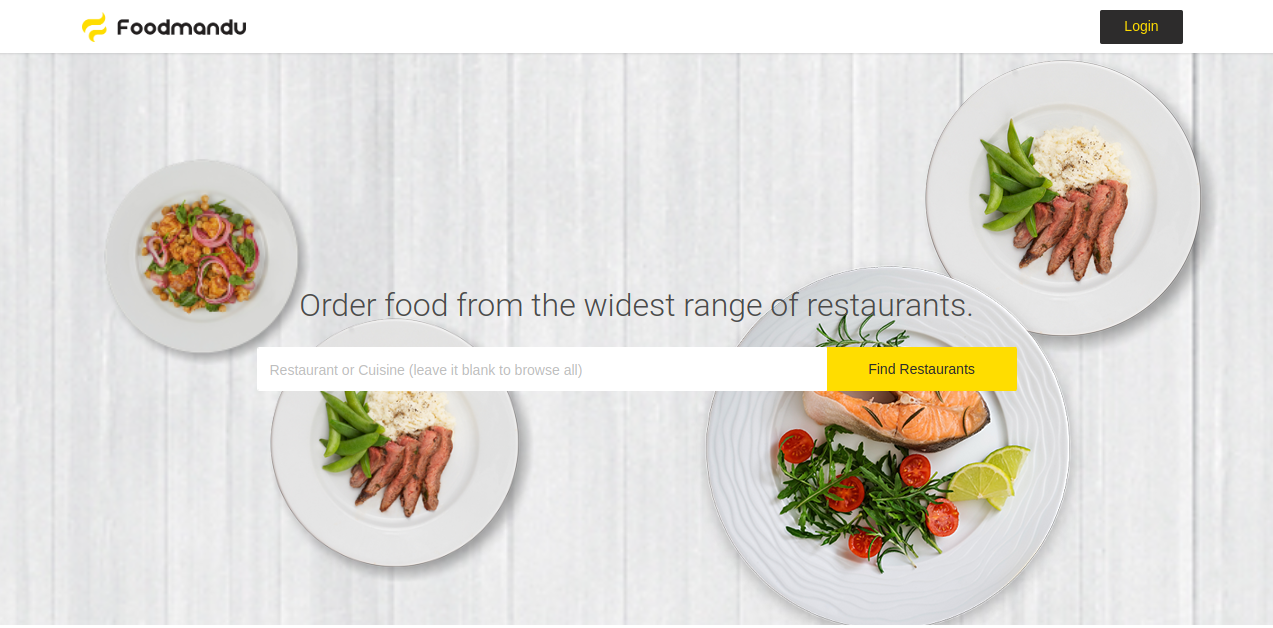 Foodmandu
Login
Order food from the widest range of restaurants.
Restaurant or Cuisine (leave it blank to browse all)
Find Restaurants